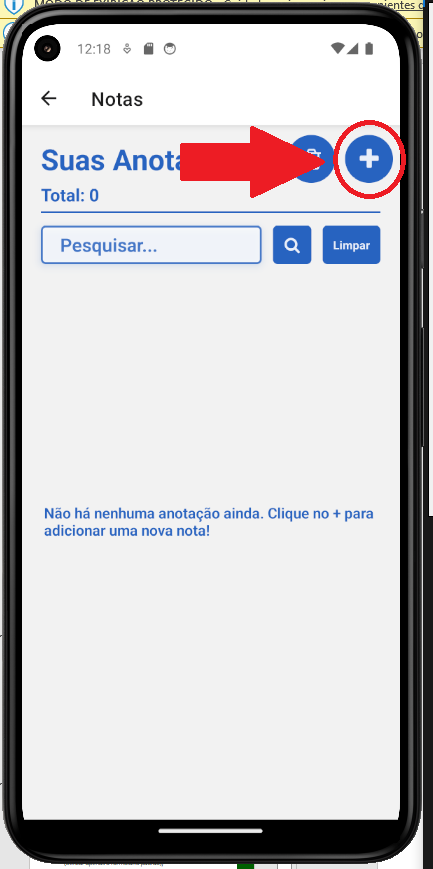 12:18
Notas
Suas Anota
Total: 0
Pesquisar...
Limpar
Não há nenhuma anotação ainda. Clique no + para
adicionar uma nova nota!